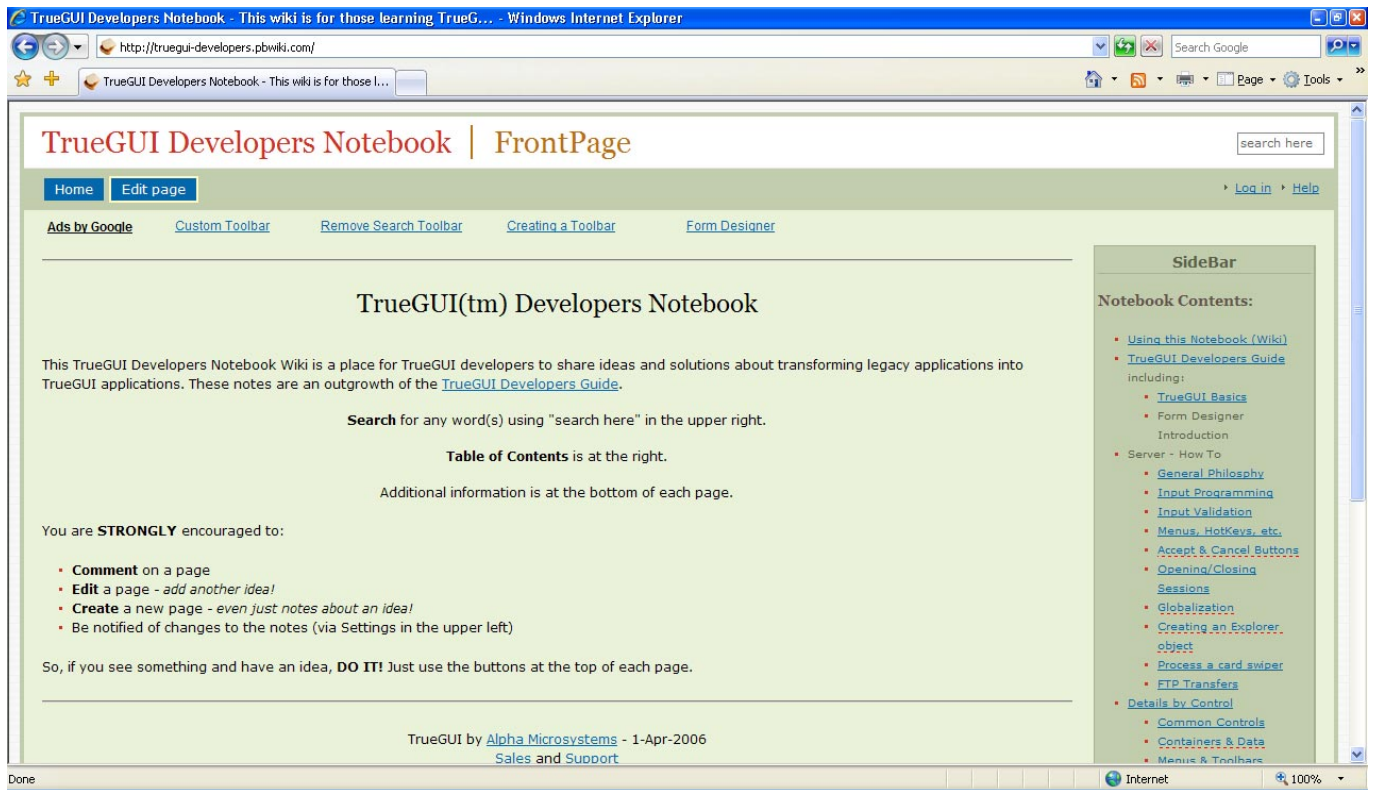 TrueGUI Developers Notebook - This wiki is for those learning TrueG... - Windows Internet Explorer
http://truegui-developers.pbwiki.com/
Search Google
TrueGUI Developers Notebook - This wiki is for those l...
Page
Tools
»
TrueGUI Developers Notebook | FrontPage
search here
Home
Edit page
Log in
Help
Ads by Google
Custom Toolbar
Remove Search Toolbar
Creating a Toolbar
Form Designer
TrueGUI(tm) Developers Notebook
This TrueGUI Developers Notebook Wiki is a place for TrueGUI developers to share ideas and solutions about transforming legacy applications into
TrueGUI applications. These notes are an outgrowth of the TrueGUI Developers Guide.
Search for any word(s) using "search here" in the upper right.
Table of Contents is at the right.
Additional information is at the bottom of each page.
You are STRONGLY encouraged to:
Comment on a page
Edit a page - add another idea!
Create a new page - even just notes about an idea!
Be notified of changes to the notes (via Settings in the upper left)
So, if you see something and have an idea, DO IT! Just use the buttons at the top of each page.
TrueGUI by Alpha Microsystems - 1-Apr-2006
Sales and Support
SideBar
Notebook Contents:
Using this Notebook (Wiki)
TrueGUI Developers Guide
including:
TrueGUI Basics
Form Designer
Introduction
Server - How To
General Philosphy
Input Programming
Input Validation
Menus, HotKeys, etc.
Accept & Cancel Buttons
Opening/Closing
Sessions
Globalization
Creating an Explorer
object
Process a card swiper
FTP Transfers
Details by Control
Common Controls
Containers & Data
Menus & Toolbars
Done
Internet
100%